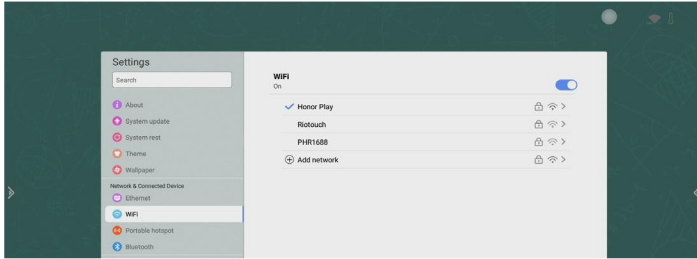 Settings
Search
About
System update
System rest
Theme
Wallpaper
Network & Connected Device
Ethernet
WiFi
Portable hotspot
Bluetooth
WiFi
On
Honor Play
Riotouch
PHR1688
Add network